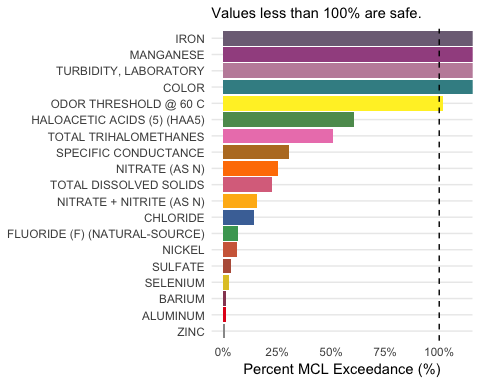 Values less than 100% are safe.
IRON
MANGANESE
TURBIDITY, LABORATORY
COLOR
ODOR THRESHOLD @ 60 C
HALOACETIC ACIDS (5) (HAA5)
TOTAL TRIHALOMETHANES
SPECIFIC CONDUCTANCE
NITRATE (AS N)
TOTAL DISSOLVED SOLIDS
NITRATE + NITRITE (AS N)
CHLORIDE
FLUORIDE (F) (NATURAL-SOURCE)
NICKEL
SULFATE
SELENIUM
BARIUM
ALUMINUM
ZINC
0% 25% 50% 75% 100%
Percent MCL Exceedance (%)